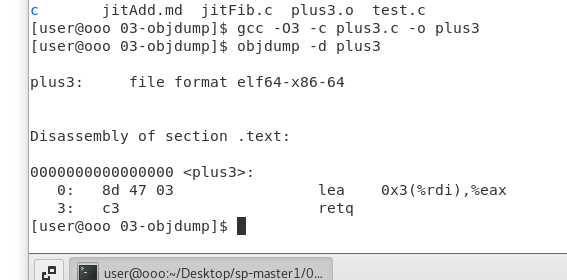 c       jitAdd.md  jitFib.c  plus3.o  test.c
[user@ooo 03-objdump]$ gcc -O3 -c plus3.c -o plus3
[user@ooo 03-objdump]$ objdump -d plus3
plus3:     file format elf64-x86-64
Disassembly of section .text:
0000000000000000 <plus3>:
   0:   8d 47 03                lea    0x3(%rdi),%eax
   3:   c3                      retq
[user@ooo 03-objdump]$
user@ooo:~/Desktop/sp-master1/0...